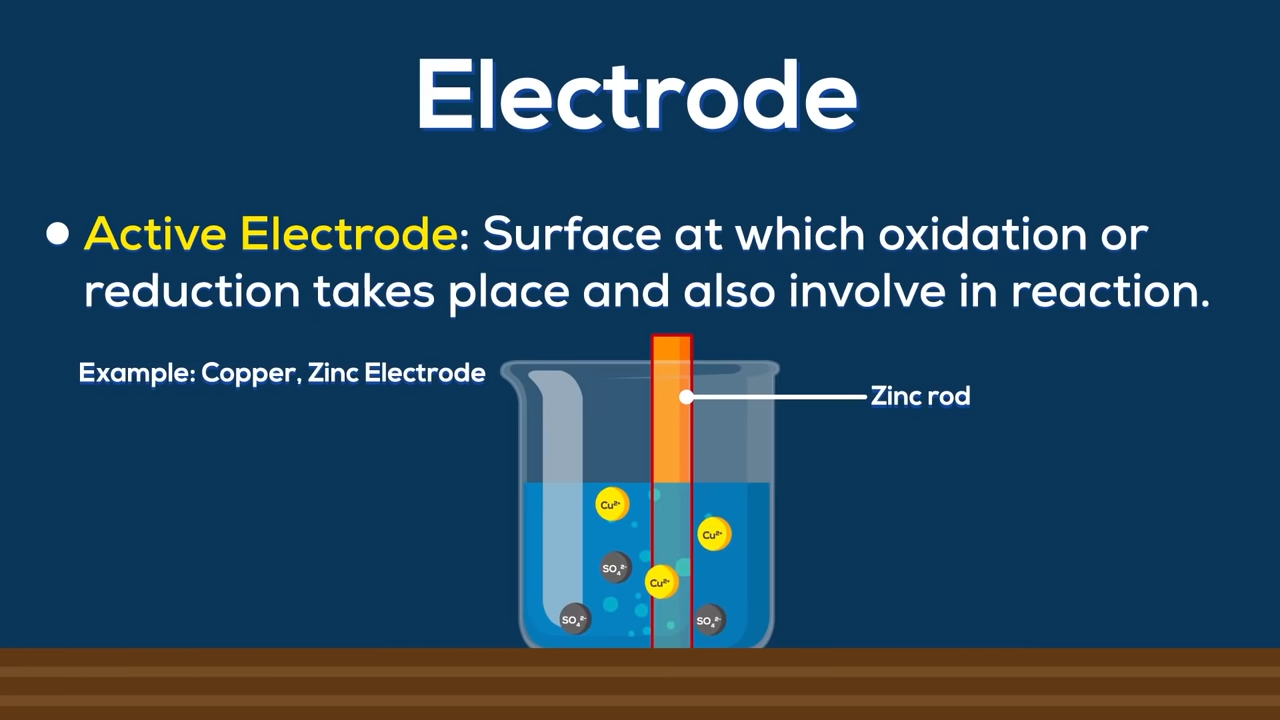 Electrode
Active Electrode: Surface at which oxidation or
reduction takes place and also involve in reaction.
Example: Copper, Zinc Electrode
Zinc rod
Cu²⁺
Cu²⁺
SO₄²⁻
Cu²⁺
SO₄²⁻
SO₄²⁻